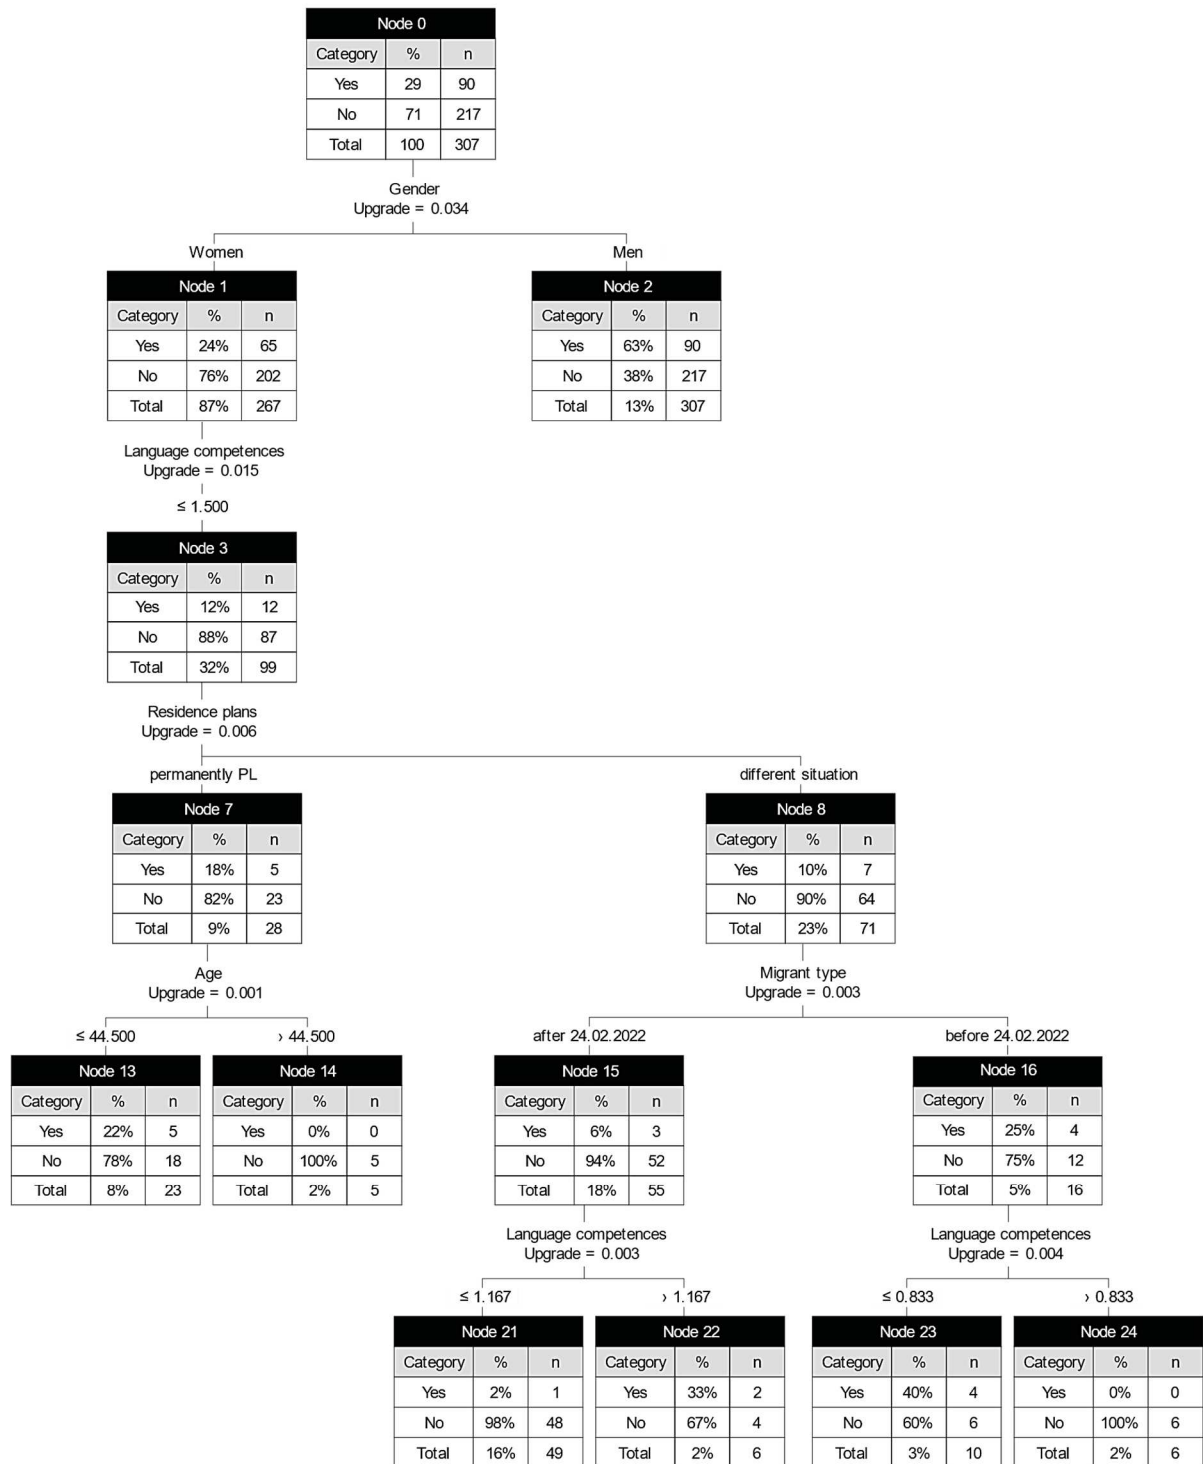 Node 0
Category % n
Yes 29 90
No 71 217
Total 100 307
Gender
Upgrade = 0.034
Women
Men
Node 1
Category % n
Yes 24% 65
No 76% 202
Total 87% 267
Node 2
Category % n
Yes 63% 90
No 38% 217
Total 13% 307
Language competences
Upgrade = 0.015
≤ 1.500
Node 3
Category % n
Yes 12% 12
No 88% 87
Total 32% 99
Residence plans
Upgrade = 0.006
permanently PL
different situation
Node 7
Category % n
Yes 18% 5
No 82% 23
Total 9% 28
Node 8
Category % n
Yes 10% 7
No 90% 64
Total 23% 71
Age
Upgrade = 0.001
Migrant type
Upgrade = 0.003
≤ 44.500
› 44.500
after 24.02.2022
before 24.02.2022
Node 13
Category % n
Yes 22% 5
No 78% 18
Total 8% 23
Node 14
Category % n
Yes 0% 0
No 100% 5
Total 2% 5
Node 15
Category % n
Yes 6% 3
No 94% 52
Total 18% 55
Node 16
Category % n
Yes 25% 4
No 75% 12
Total 5% 16
Language competences
Upgrade = 0.003
Language competences
Upgrade = 0.004
≤ 1.167
› 1.167
≤ 0.833
› 0.833
Node 21
Category % n
Yes 2% 1
No 98% 48
Total 16% 49
Node 22
Category % n
Yes 33% 2
No 67% 4
Total 2% 6
Node 23
Category % n
Yes 40% 4
No 60% 6
Total 3% 10
Node 24
Category % n
Yes 0% 0
No 100% 6
Total 2% 6